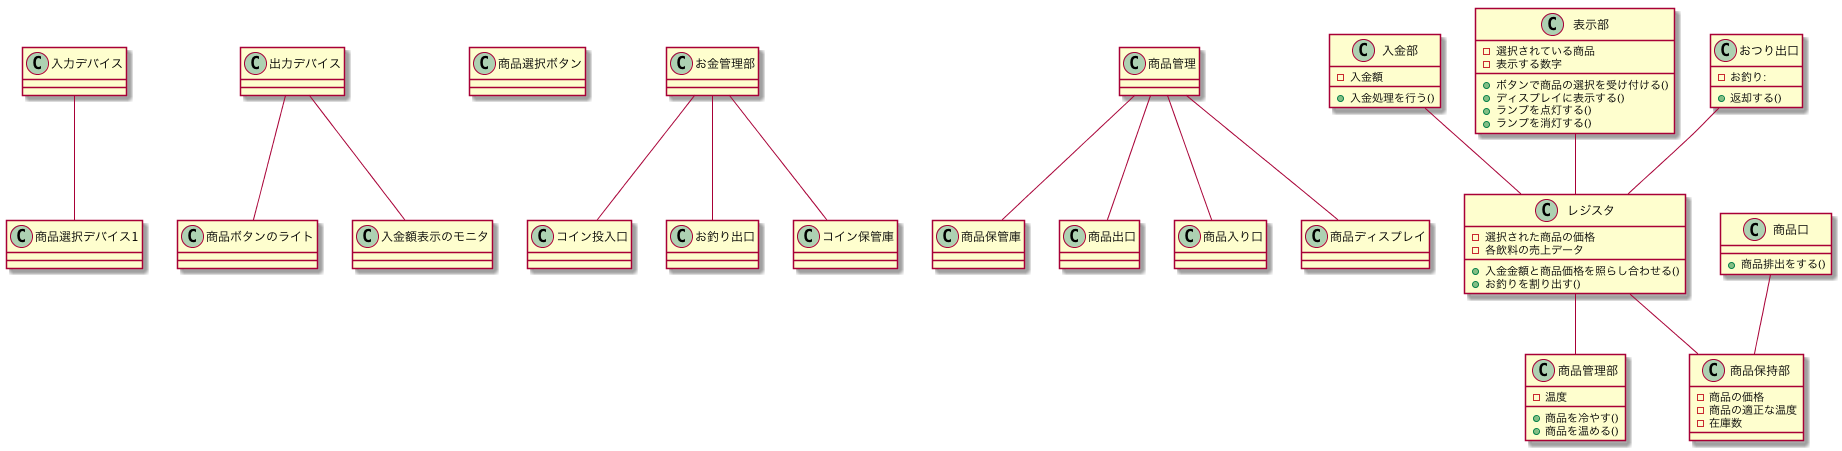 C 入力デバイス
C 出力デバイス
C 商品選択ボタン
C お金管理部
C 商品管理
C 入金部
入金額
入金処理を行う()
C 表示部
選択されている商品
表示する数字
ボタンで商品の選択を受け付ける()
ディスプレイに表示する()
ランプを点灯する()
ランプを消灯する()
C おつり出口
お釣り:
返却する()
C 商品選択デバイス1
C 商品ボタンのライト
C 入金額表示のモニタ
C コイン投入口
C お釣り出口
C コイン保管庫
C 商品保管庫
C 商品出口
C 商品入り口
C 商品ディスプレイ
C レジスタ
選択された商品の価格
各飲料の売上データ
入金金額と商品価格を照らし合わせる()
お釣りを割り出す()
C 商品口
商品排出をする()
C 商品管理部
温度
商品を冷やす()
商品を温める()
C 商品保持部
商品の価格
商品の適正な温度
在庫数